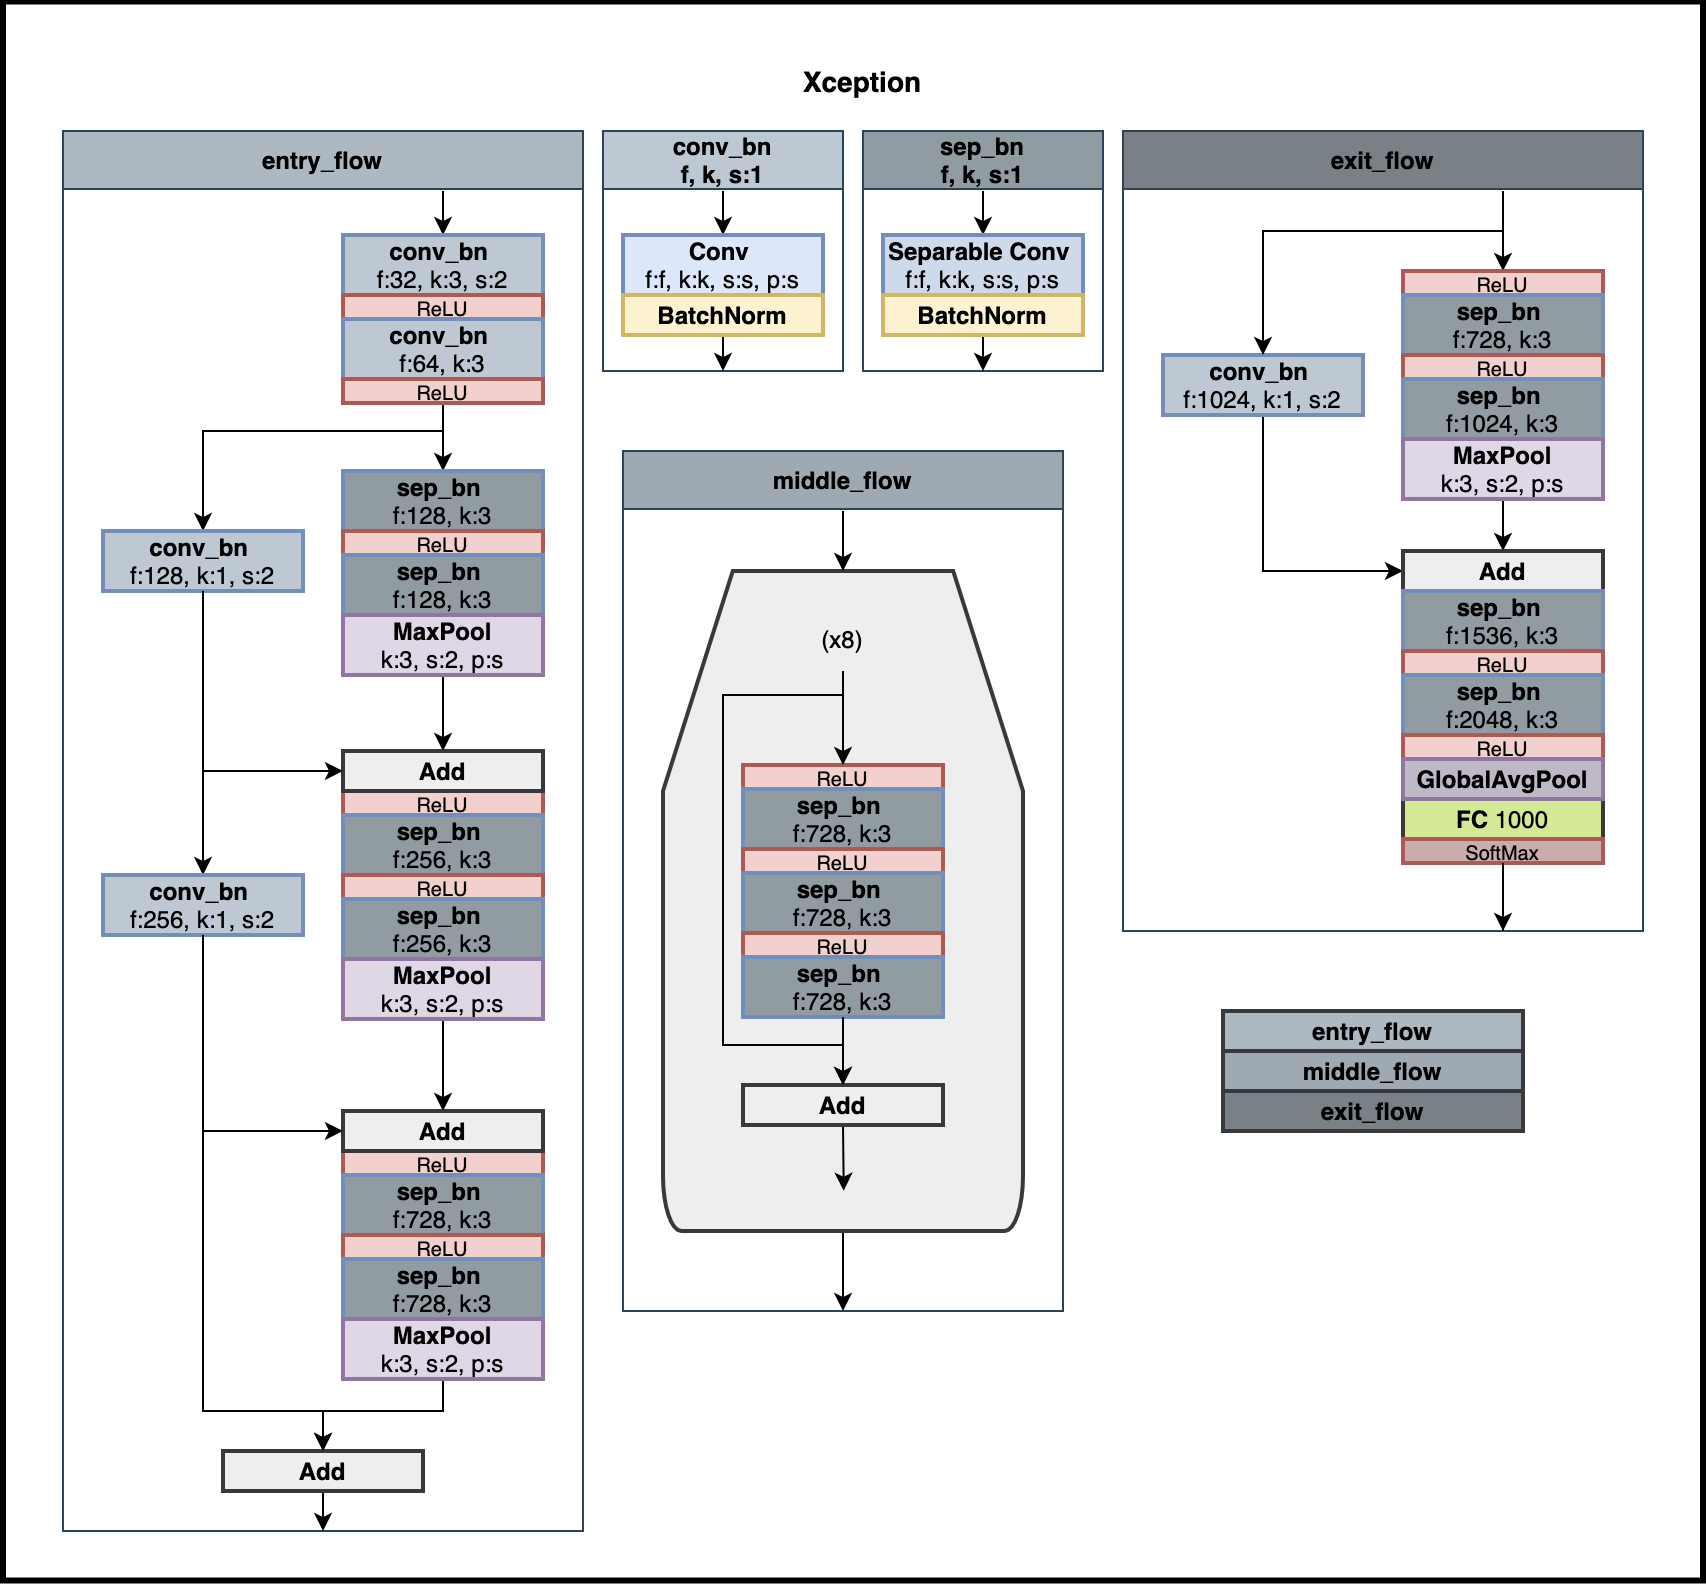 Xception
entry_flow
conv_bn
f:32, k:3, s:2
ReLU
conv_bn
f:64, k:3
ReLU
sep_bn
f:128, k:3
ReLU
sep_bn
f:128, k:3
MaxPool
k:3, s:2, p:s
conv_bn
f:128, k:1, s:2
Add
ReLU
sep_bn
f:256, k:3
ReLU
sep_bn
f:256, k:3
MaxPool
k:3, s:2, p:s
conv_bn
f:256, k:1, s:2
Add
ReLU
sep_bn
f:728, k:3
ReLU
sep_bn
f:728, k:3
MaxPool
k:3, s:2, p:s
Add
conv_bn
f, k, s:1
Conv
f:f, k:k, s:s, p:s
BatchNorm
sep_bn
f, k, s:1
Separable Conv
f:f, k:k, s:s, p:s
BatchNorm
middle_flow
(x8)
ReLU
sep_bn
f:728, k:3
ReLU
sep_bn
f:728, k:3
ReLU
sep_bn
f:728, k:3
Add
exit_flow
ReLU
sep_bn
f:728, k:3
ReLU
sep_bn
f:1024, k:3
MaxPool
k:3, s:2, p:s
conv_bn
f:1024, k:1, s:2
Add
sep_bn
f:1536, k:3
ReLU
sep_bn
f:2048, k:3
ReLU
GlobalAvgPool
FC 1000
SoftMax
entry_flow
middle_flow
exit_flow